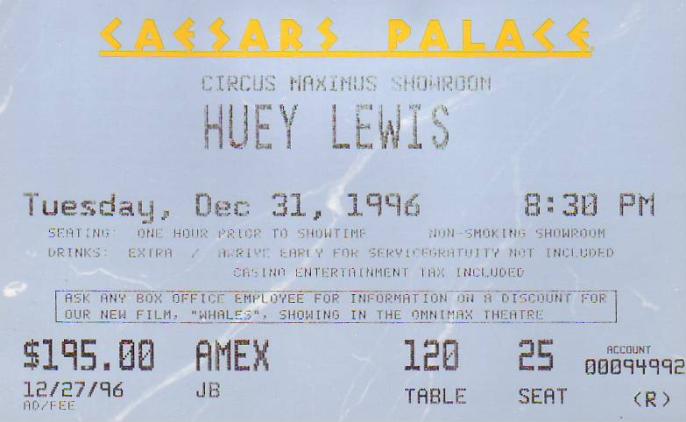 CAESARS PALACE
CIRCUS MAXIMUS SHOWROOM
HUEY LEWIS
Tuesday, Dec 31, 1996 8:30 PM
SEATING: ONE HOUR PRIOR TO SHOWTIME NON-SMOKING SHOWROOM
DRINKS: EXTRA / ARRIVE EARLY FOR SERVICEGRATUITY NOT INCLUDED
CASINO ENTERTAINMENT TAX INCLUDED
ASK ANY BOX OFFICE EMPLOYEE FOR INFORMATION ON A DISCOUNT FOR
OUR NEW FILM, "WHALES", SHOWING IN THE OMNIMAX THEATRE
$195.00 AMEX 120 25 ACCOUNT 00094992
12/27/96 JB TABLE SEAT (R)
AD/FEE